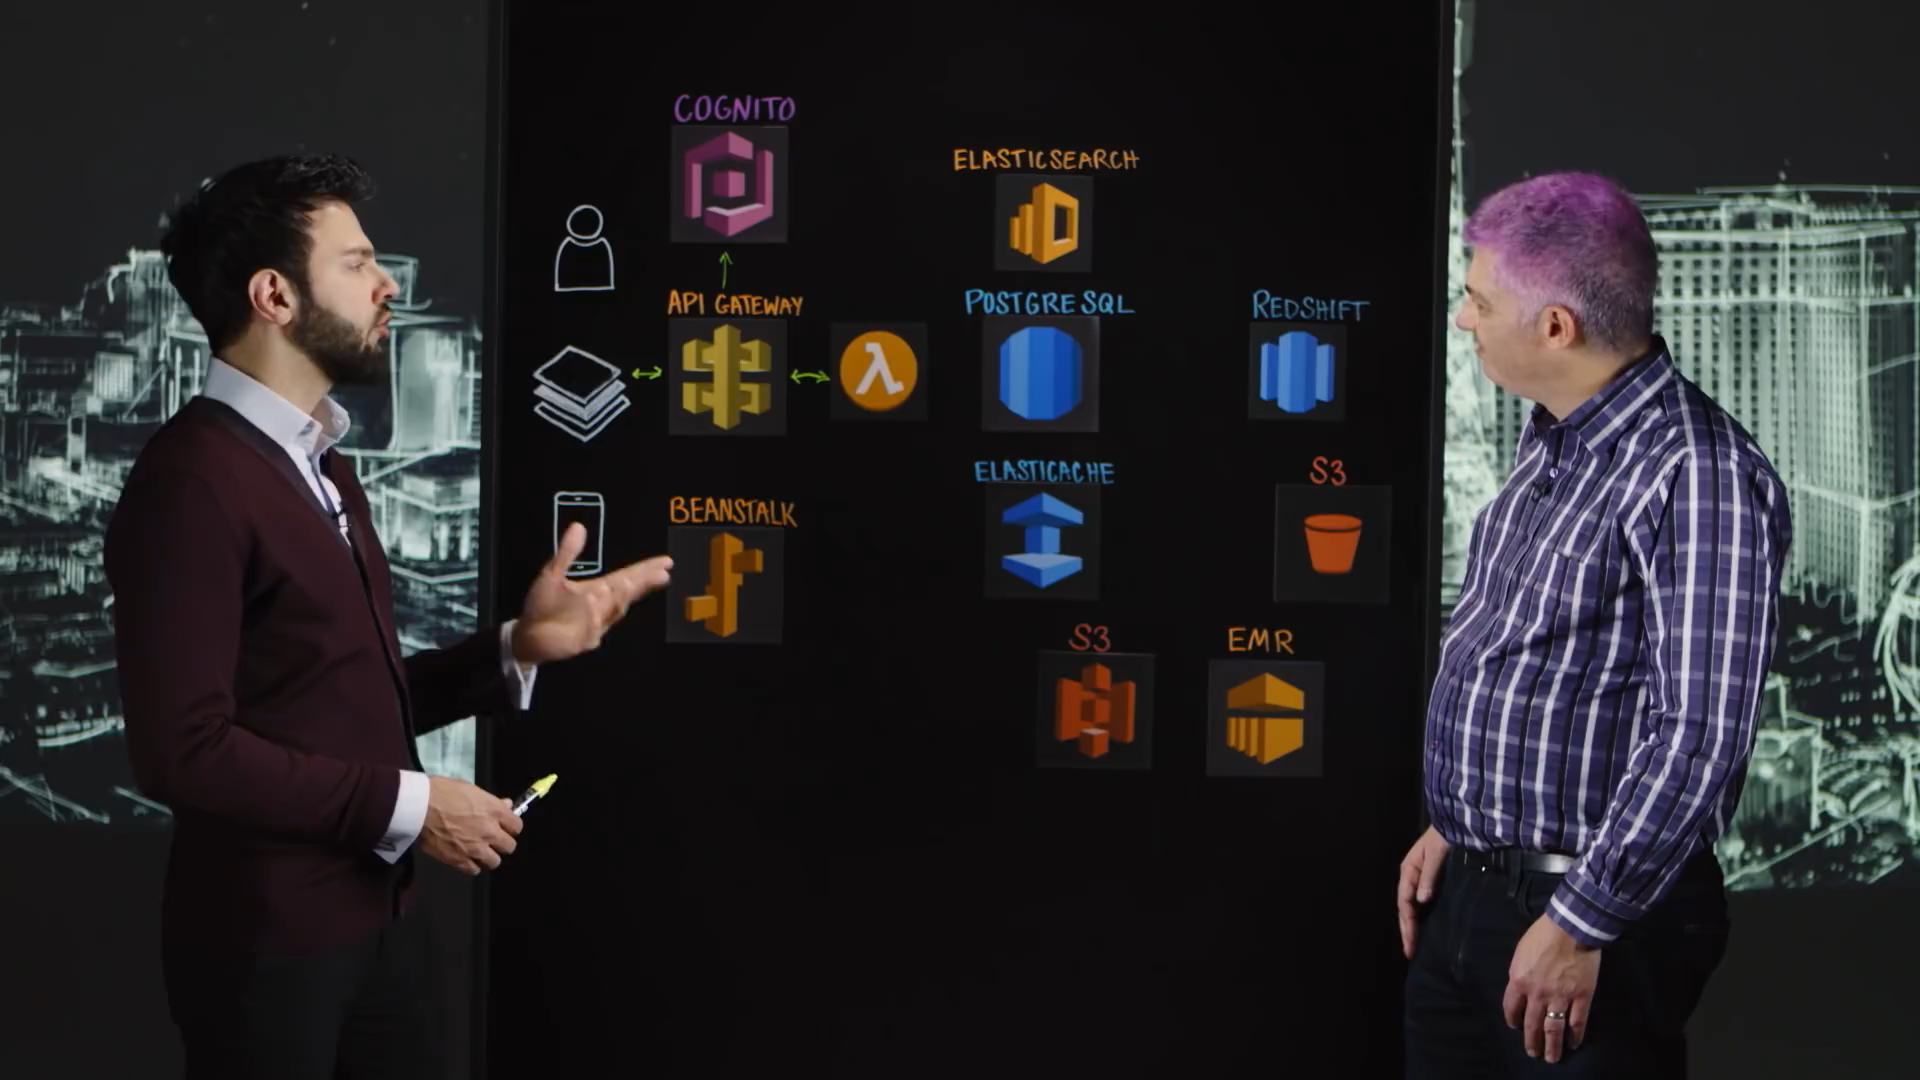 COGNITO
ELASTICSEARCH
API GATEWAY
POSTGRESQL
REDSHIFT
λ
ELASTICACHE
S3
BEANSTALK
S3
EMR